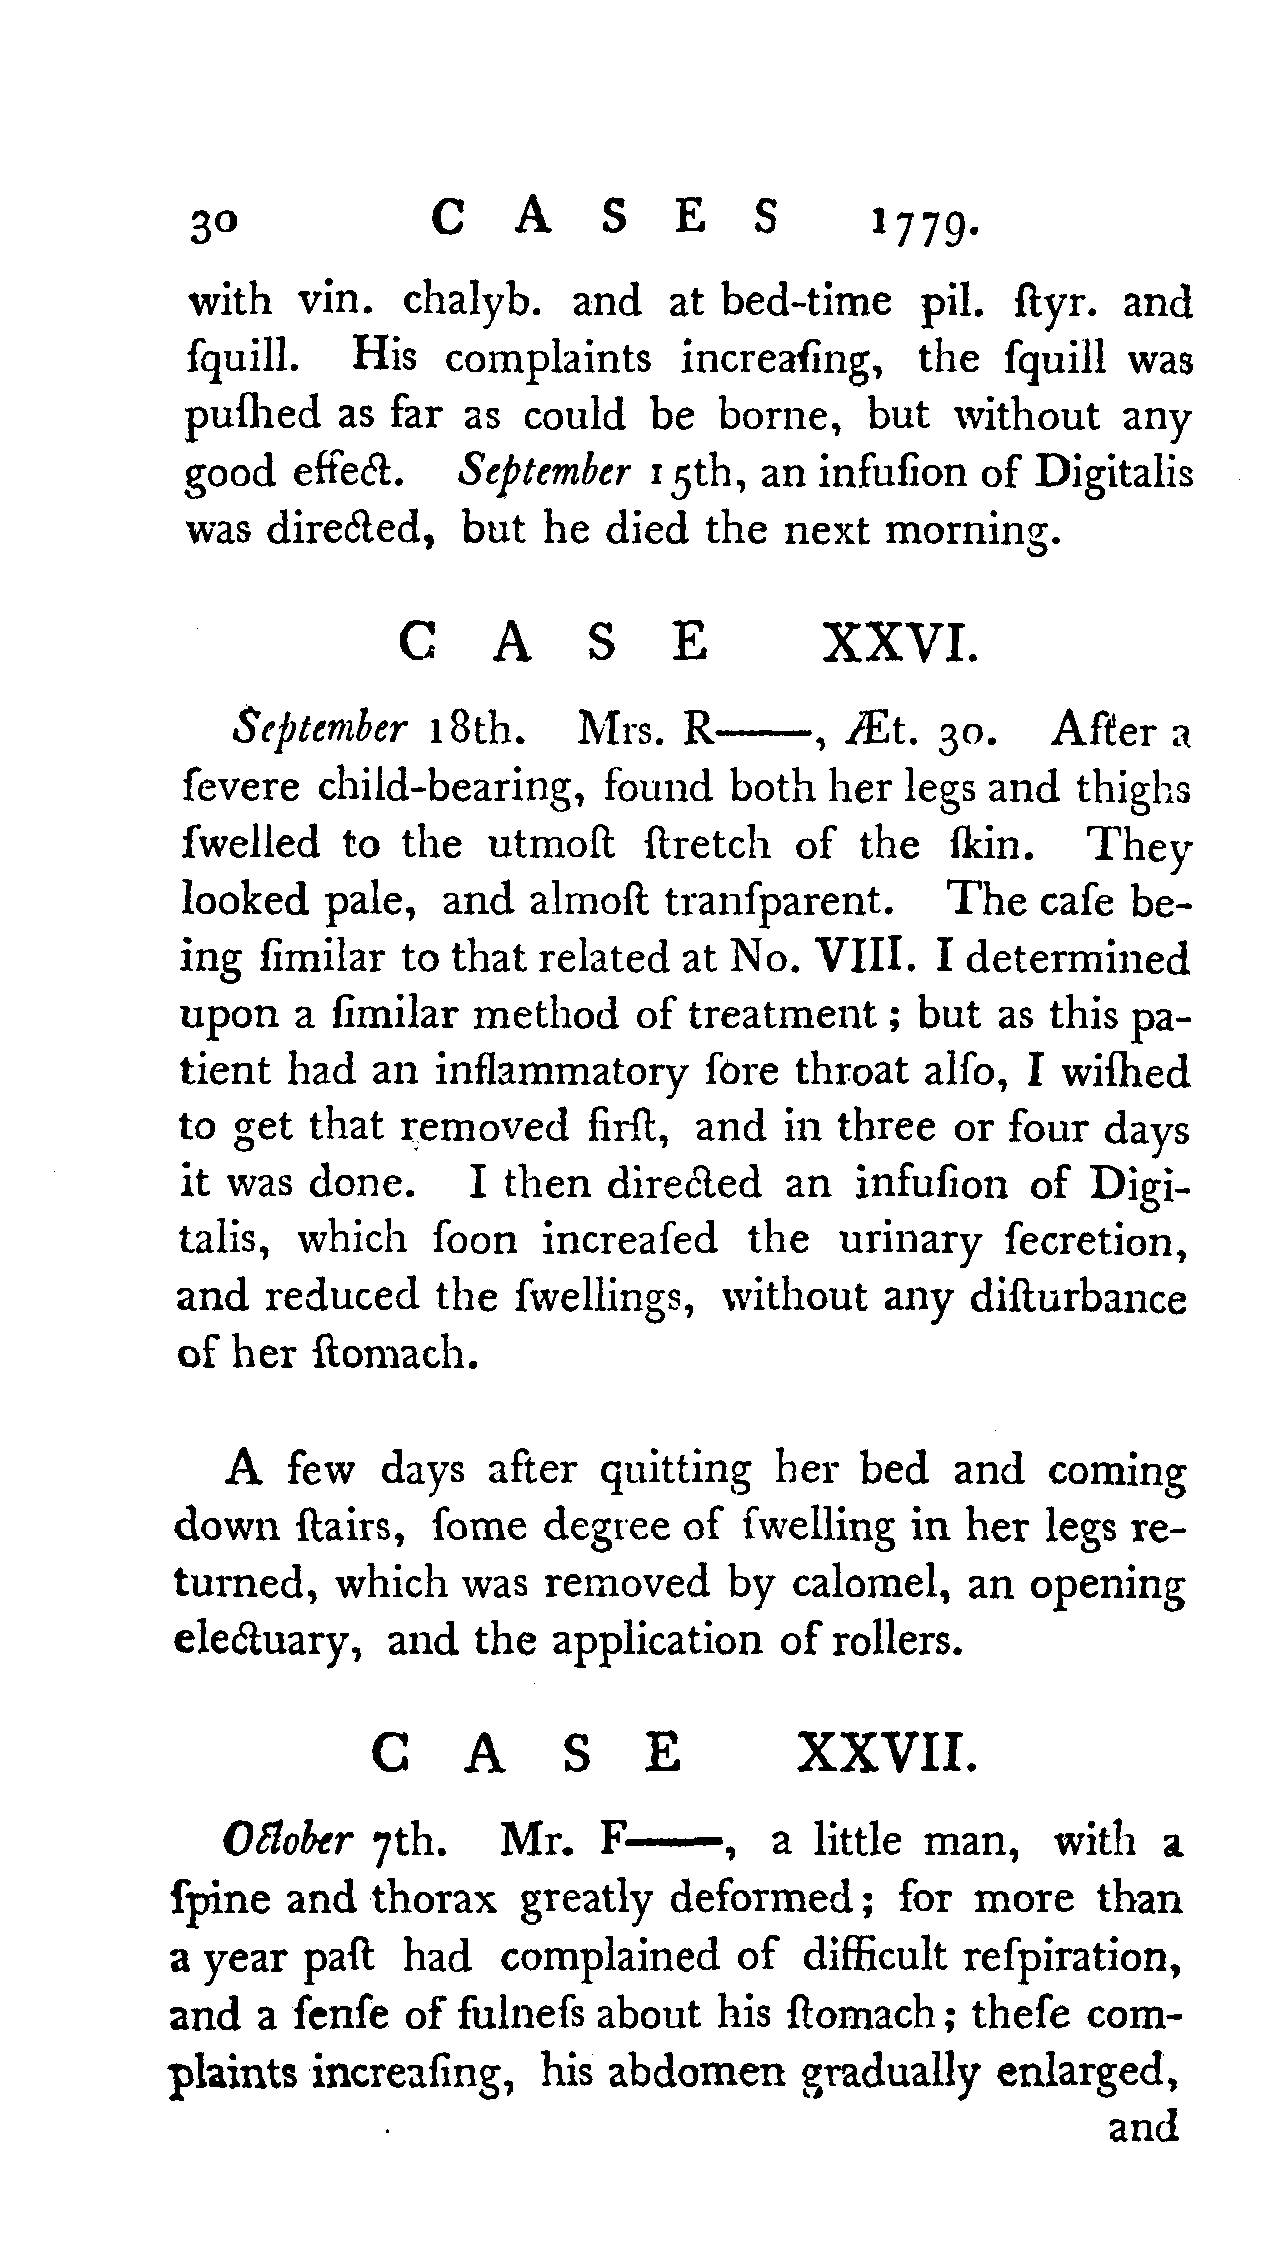 30 C A S E S 1779.
with vin. chalyb. and at bed-time pil. ſtyr. and
ſquill. His complaints increaſing, the ſquill was
puſhed as far as could be borne, but without any
good effect. September 15th, an infuſion of Digitalis
was directed, but he died the next morning.
C A S E XXVI.
September 18th. Mrs. R——, Æt. 30. After a
ſevere child-bearing, found both her legs and thighs
ſwelled to the utmoſt ſtretch of the ſkin. They
looked pale, and almoſt tranſparent. The caſe be-
ing ſimilar to that related at No. VIII. I determined
upon a ſimilar method of treatment; but as this pa-
tient had an inflammatory ſore throat alſo, I wiſhed
to get that removed firſt, and in three or four days
it was done. I then directed an infuſion of Digi-
talis, which ſoon increaſed the urinary ſecretion,
and reduced the ſwellings, without any diſturbance
of her ſtomach.
A few days after quitting her bed and coming
down ſtairs, ſome degree of ſwelling in her legs re-
turned, which was removed by calomel, an opening
electuary, and the application of rollers.
C A S E XXVII.
October 7th. Mr. F——, a little man, with a
ſpine and thorax greatly deformed; for more than
a year paſt had complained of difficult reſpiration,
and a ſenſe of fulneſs about his ſtomach; theſe com-
plaints increaſing, his abdomen gradually enlarged,
and